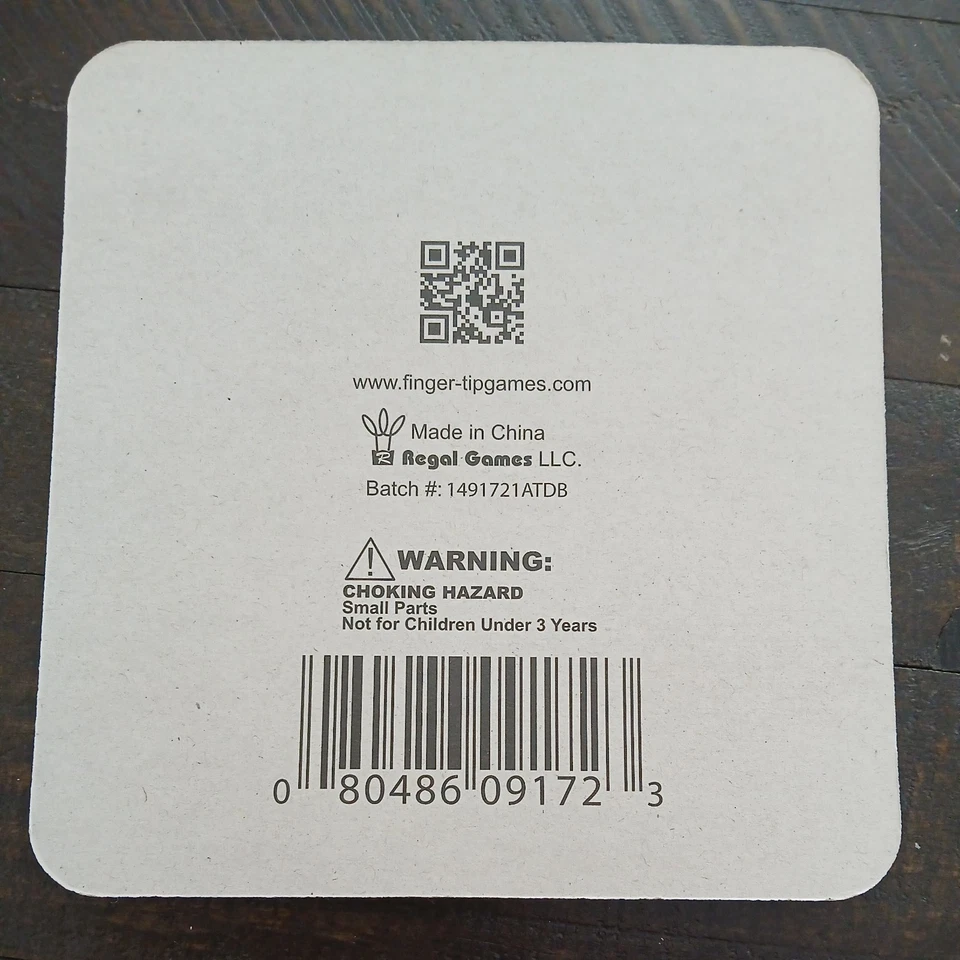 www.finger-tipgames.com
Made in China
R Regal Games LLC.
Batch #: 1491721ATDB
! WARNING:
CHOKING HAZARD
Small Parts
Not for Children Under 3 Years
0 80486 09172 3